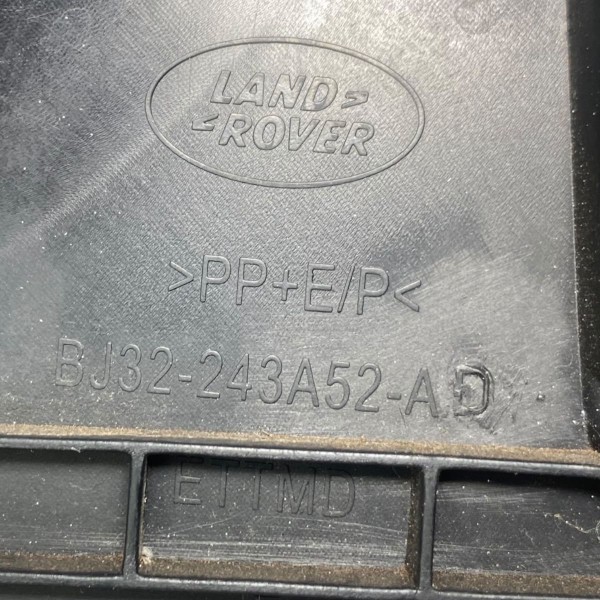 LAND
ROVER
>PP+E/P<
BJ32-243A52-AD
ETTMD